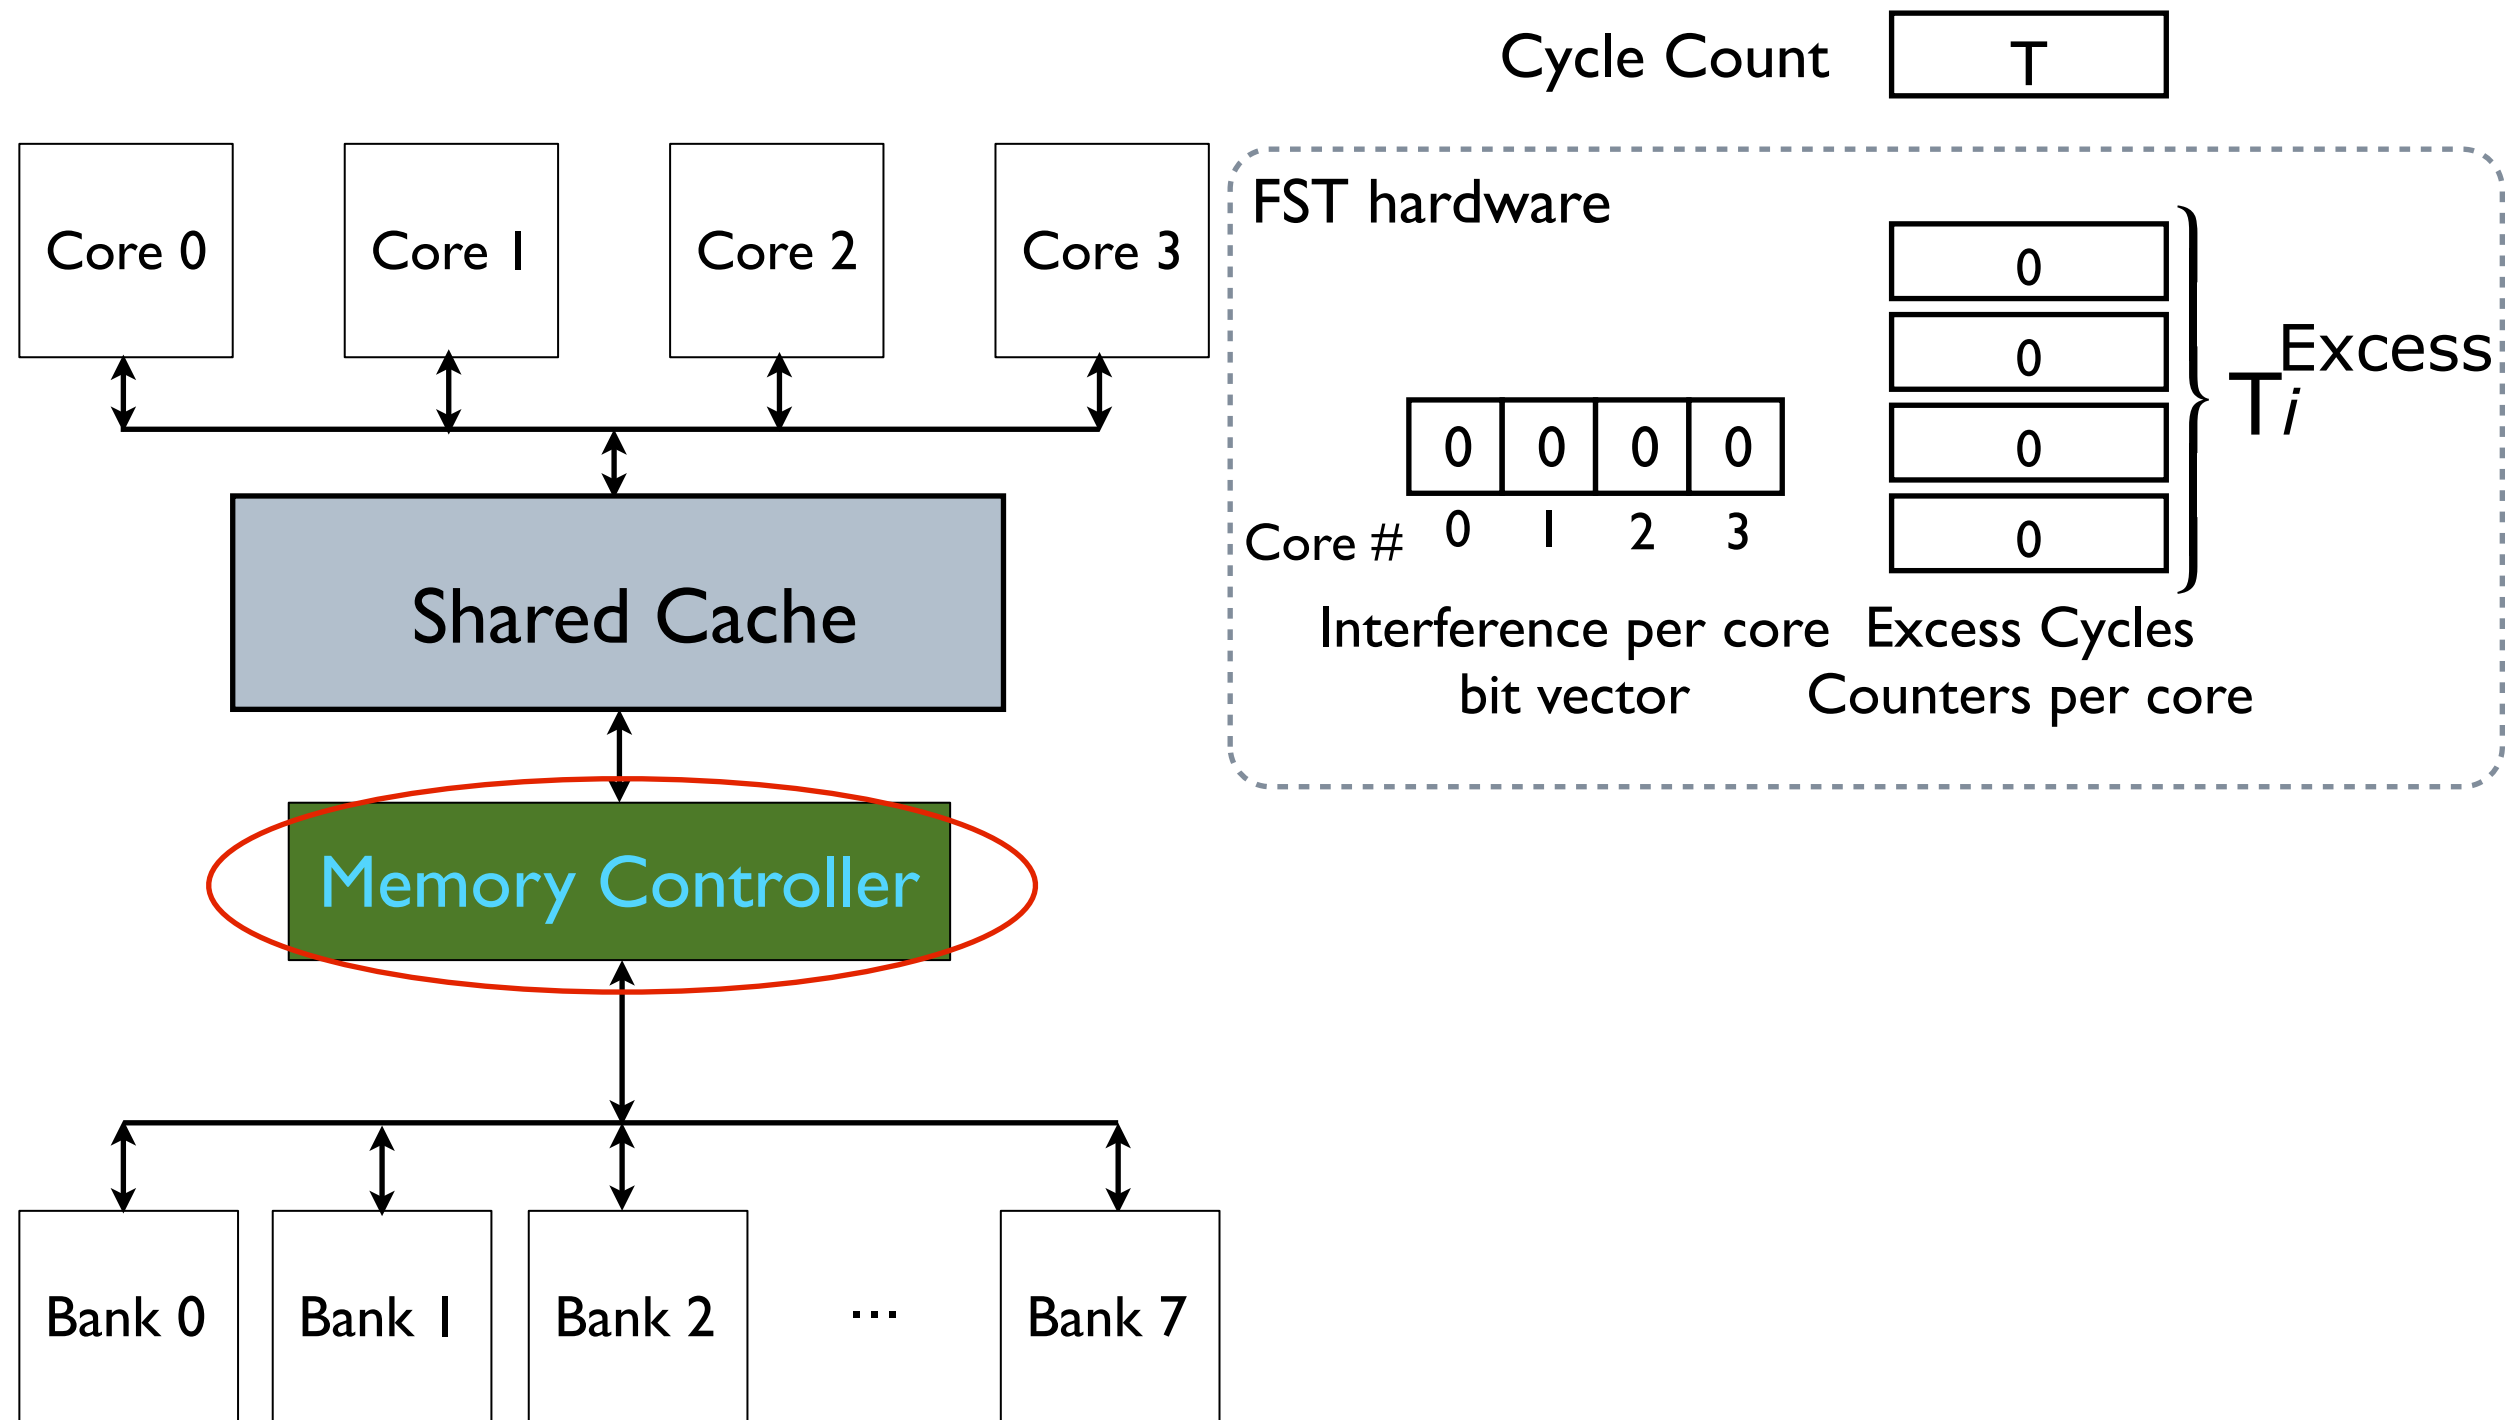 Cycle Count T
Core 0 Core 1 Core 2 Core 3
FST hardware
0
0
0
0
T i Excess
0 0 0 0
Core # 0 1 2 3
Interference per core
bit vector
Excess Cycles
Counters per core
Shared Cache
Memory Controller
Bank 0 Bank 1 Bank 2 ... Bank 7